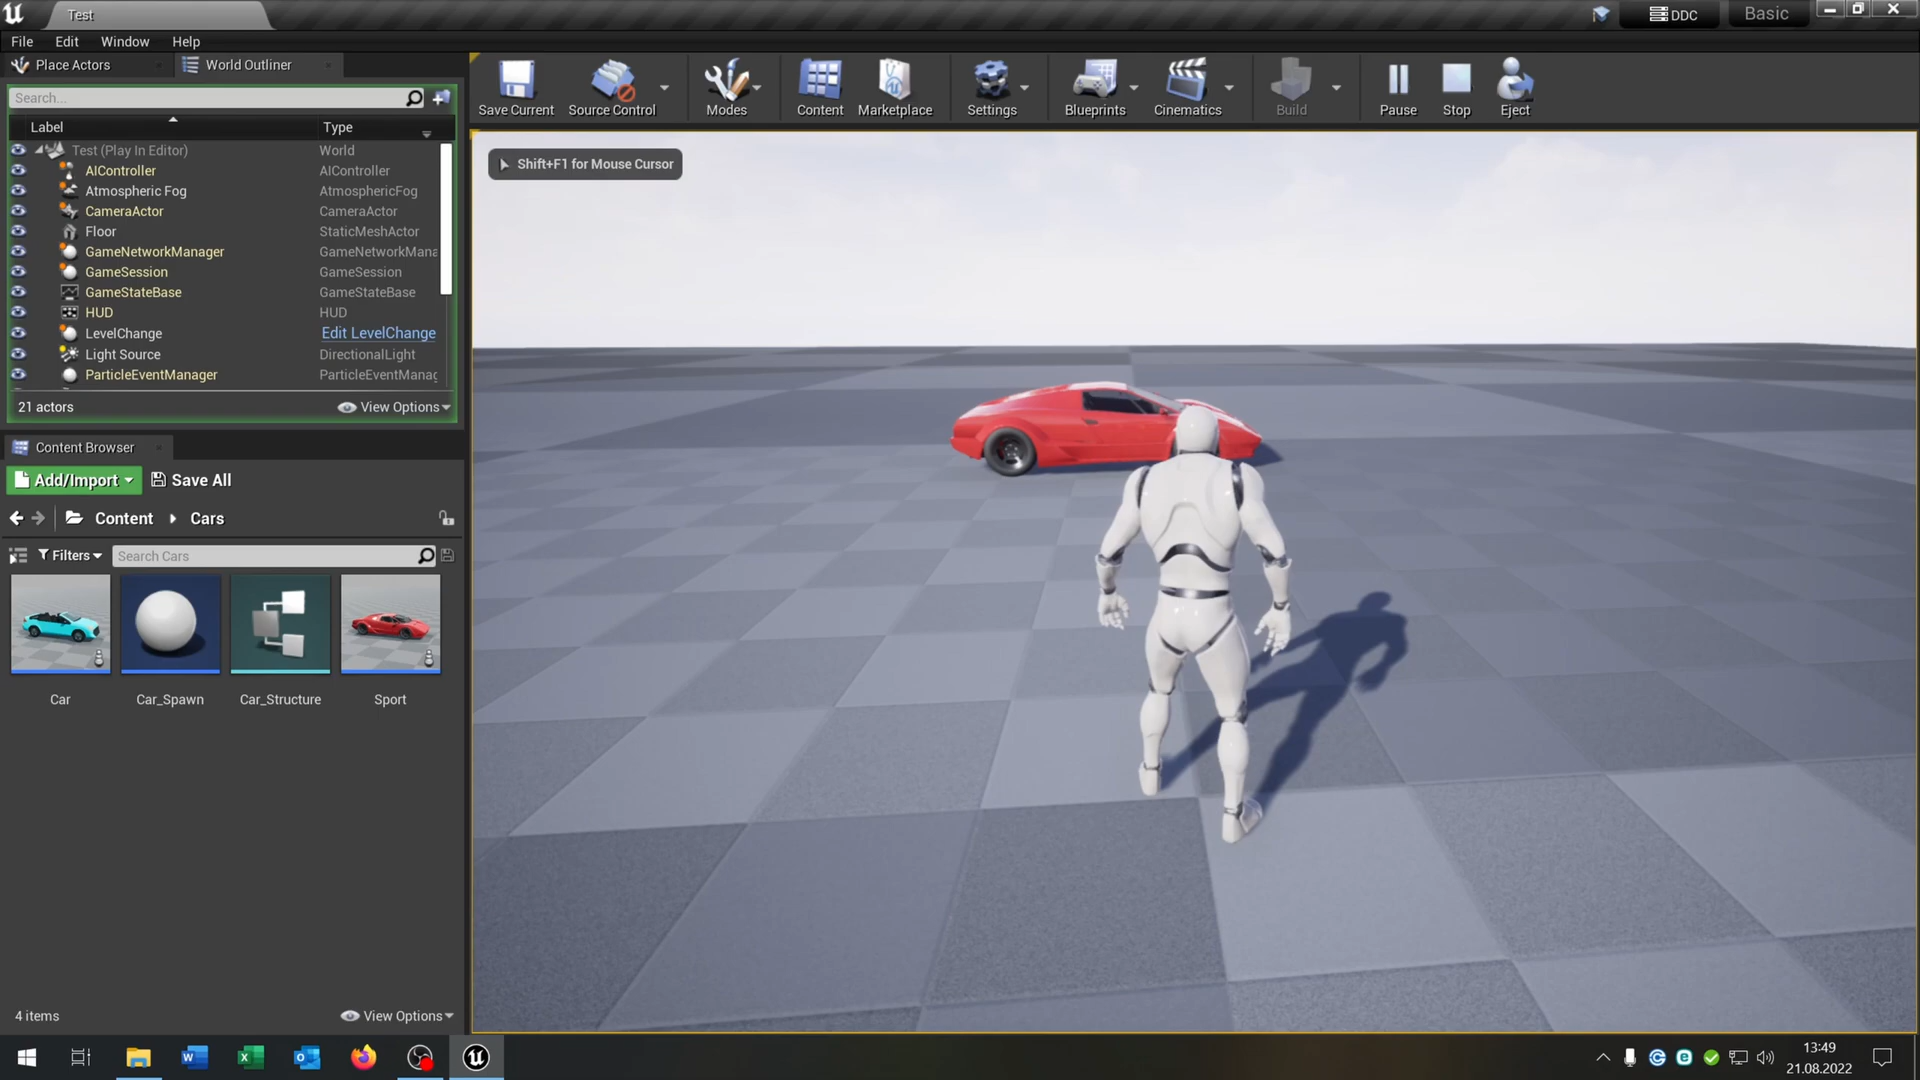 Test
DDC
Basic
File Edit Window Help
Place Actors
World Outliner
Save Current
Source Control
Modes
Content
Marketplace
Settings
Blueprints
Cinematics
Build
Pause
Stop
Eject
Search...
Label Type
Test (Play In Editor) World
AIController AIController
Atmospheric Fog AtmosphericFog
CameraActor CameraActor
Floor StaticMeshActor
GameNetworkManager GameNetworkMana
GameSession GameSession
GameStateBase GameStateBase
HUD HUD
LevelChange Edit LevelChange
Light Source DirectionalLight
ParticleEventManager ParticleEventManag
21 actors View Options
Shift+F1 for Mouse Cursor
Content Browser
Add/Import Save All
Content Cars
Filters Search Cars
Car Car_Spawn Car_Structure Sport
4 items View Options
13:49
21.08.2022